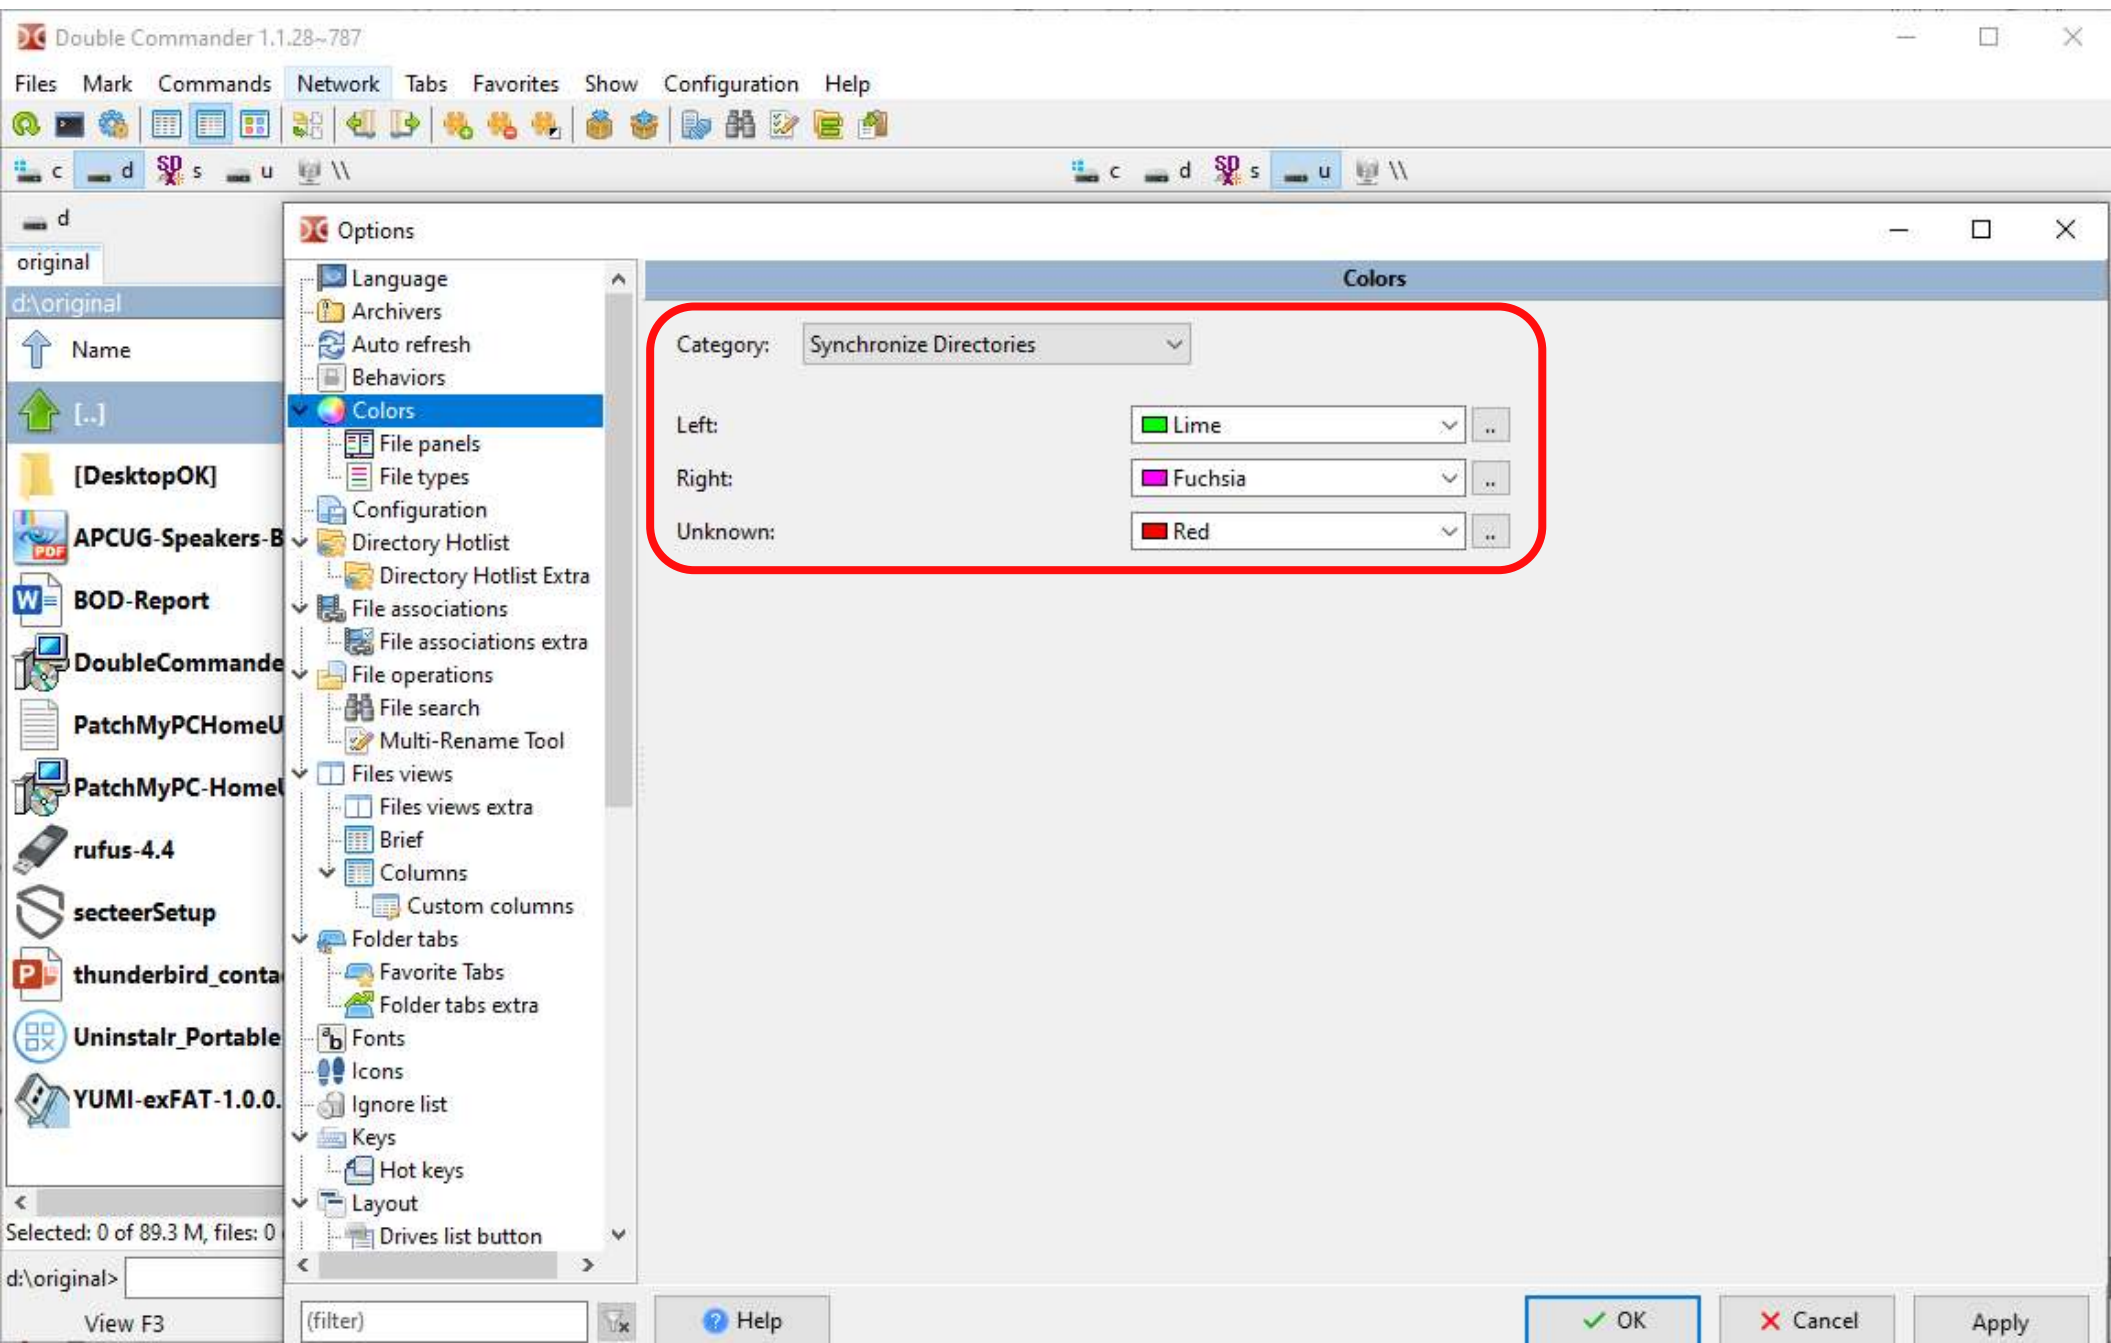 Double Commander 1.1.28~787
Files Mark Commands Network Tabs Favorites Show Configuration Help
c d s u \\ c d s u \\
d
original
d:\original
Name
[..]
[DesktopOK]
APCUG-Speakers-B
BOD-Report
DoubleCommande
PatchMyPCHomeU
PatchMyPC-HomeU
rufus-4.4
secteerSetup
thunderbird_conta
Uninstalr_Portable
YUMI-exFAT-1.0.0.
Selected: 0 of 89.3 M, files: 0
d:\original>
View F3
Options
Language
Archivers
Auto refresh
Behaviors
Colors
File panels
File types
Configuration
Directory Hotlist
Directory Hotlist Extra
File associations
File associations extra
File operations
File search
Multi-Rename Tool
Files views
Files views extra
Brief
Columns
Custom columns
Folder tabs
Favorite Tabs
Folder tabs extra
Fonts
Icons
Ignore list
Keys
Hot keys
Layout
Drives list button
(filter)
Colors
Category: Synchronize Directories
Left: Lime ..
Right: Fuchsia ..
Unknown: Red ..
Help OK Cancel Apply